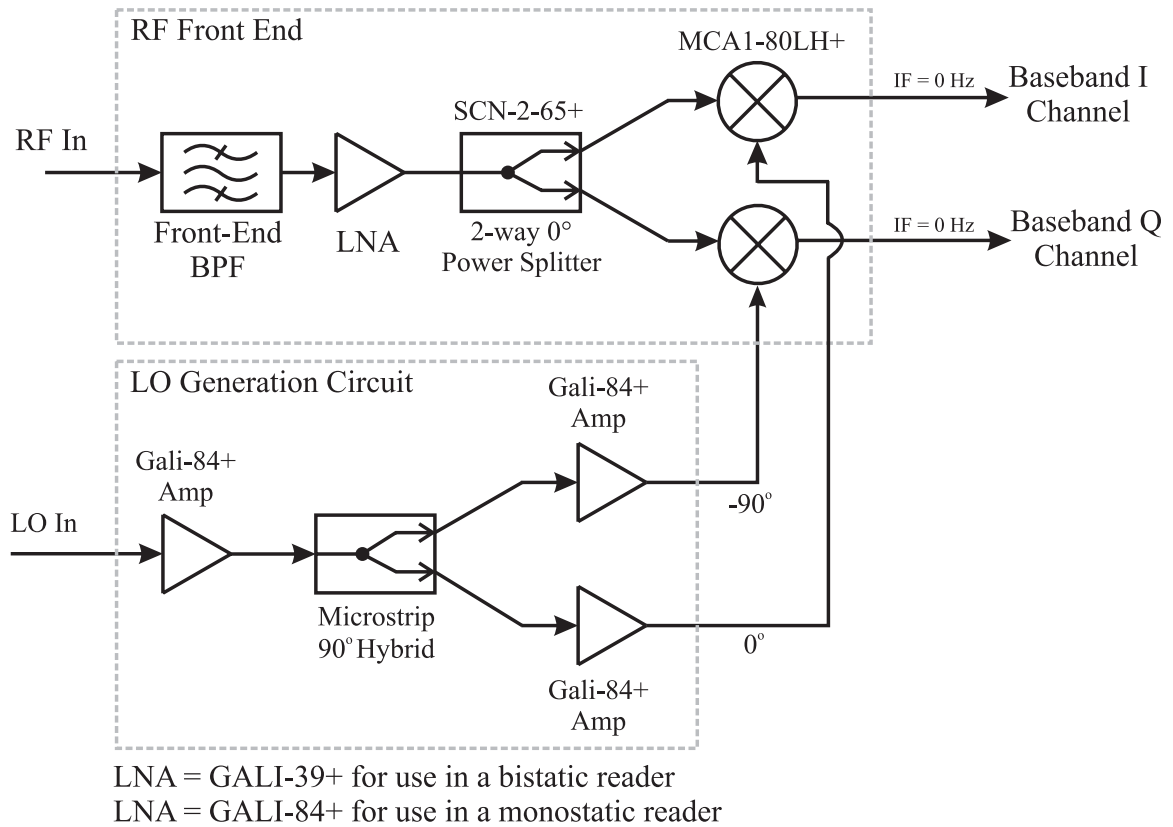 RF Front End
MCA1-80LH+
IF = 0 Hz
Baseband I
Channel
SCN-2-65+
RF In
Front-End
BPF
LNA
2-way 0°
Power Splitter
IF = 0 Hz
Baseband Q
Channel
LO Generation Circuit
Gali-84+
Amp
Gali-84+
Amp
LO In
-90°
Microstrip
90° Hybrid
0°
Gali-84+
Amp
LNA = GALI-39+ for use in a bistatic reader
LNA = GALI-84+ for use in a monostatic reader